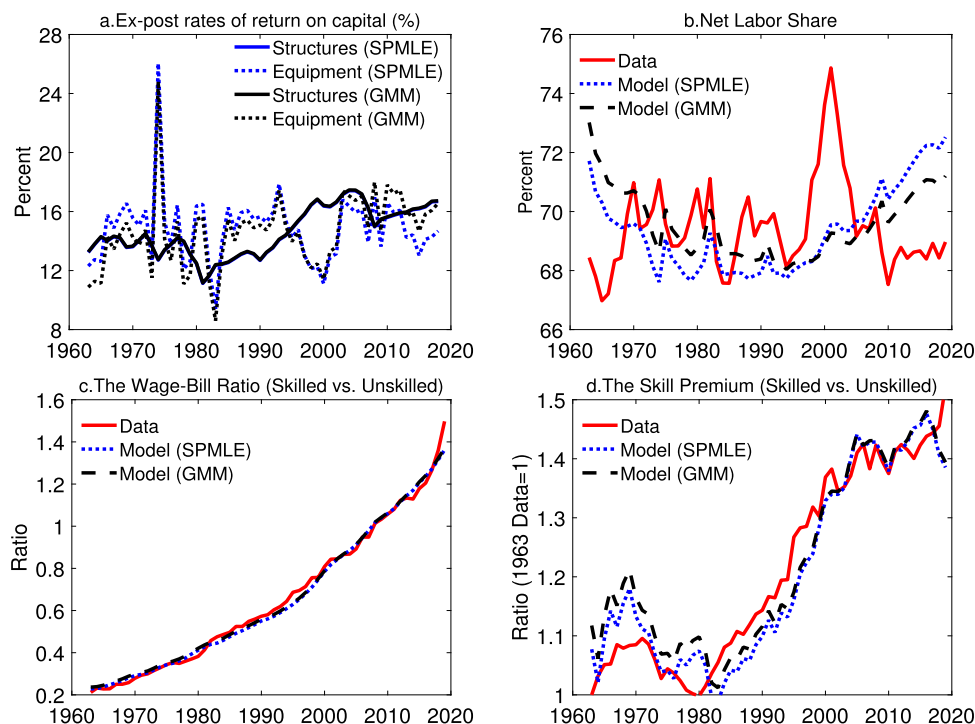 a.Ex-post rates of return on capital (%)
28
24
20
16
12
8
Percent
Structures (SPMLE)
Equipment (SPMLE)
Structures (GMM)
Equipment (GMM)
1960 1970 1980 1990 2000 2010 2020
b.Net Labor Share
76
74
72
70
68
66
Percent
Data
Model (SPMLE)
Model (GMM)
1960 1970 1980 1990 2000 2010 2020
c.The Wage-Bill Ratio (Skilled vs. Unskilled)
1.6
1.4
1.2
1
0.8
0.6
0.4
0.2
Ratio
Data
Model (SPMLE)
Model (GMM)
1960 1970 1980 1990 2000 2010 2020
d.The Skill Premium (Skilled vs. Unskilled)
1.5
1.4
1.3
1.2
1.1
1
Ratio (1963 Data=1)
Data
Model (SPMLE)
Model (GMM)
1960 1970 1980 1990 2000 2010 2020